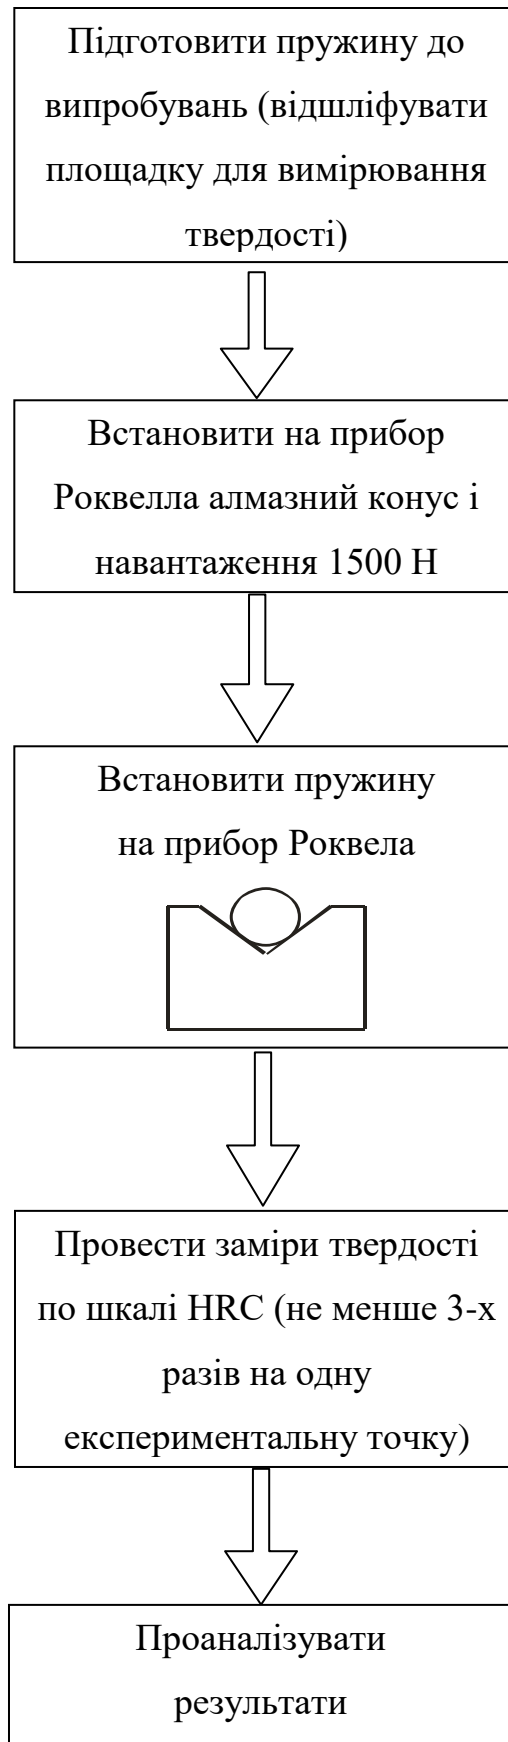 Підготовити пружину до
випробувань (відшліфувати
площадку для вимірювання
твердості)
Встановити на прибор
Роквелла алмазний конус і
навантаження 1500 Н
Встановити пружину
на прибор Роквела
Провести заміри твердості
по шкалі HRC (не менше 3-х
разів на одну
експериментальну точку)
Проаналізувати
результати